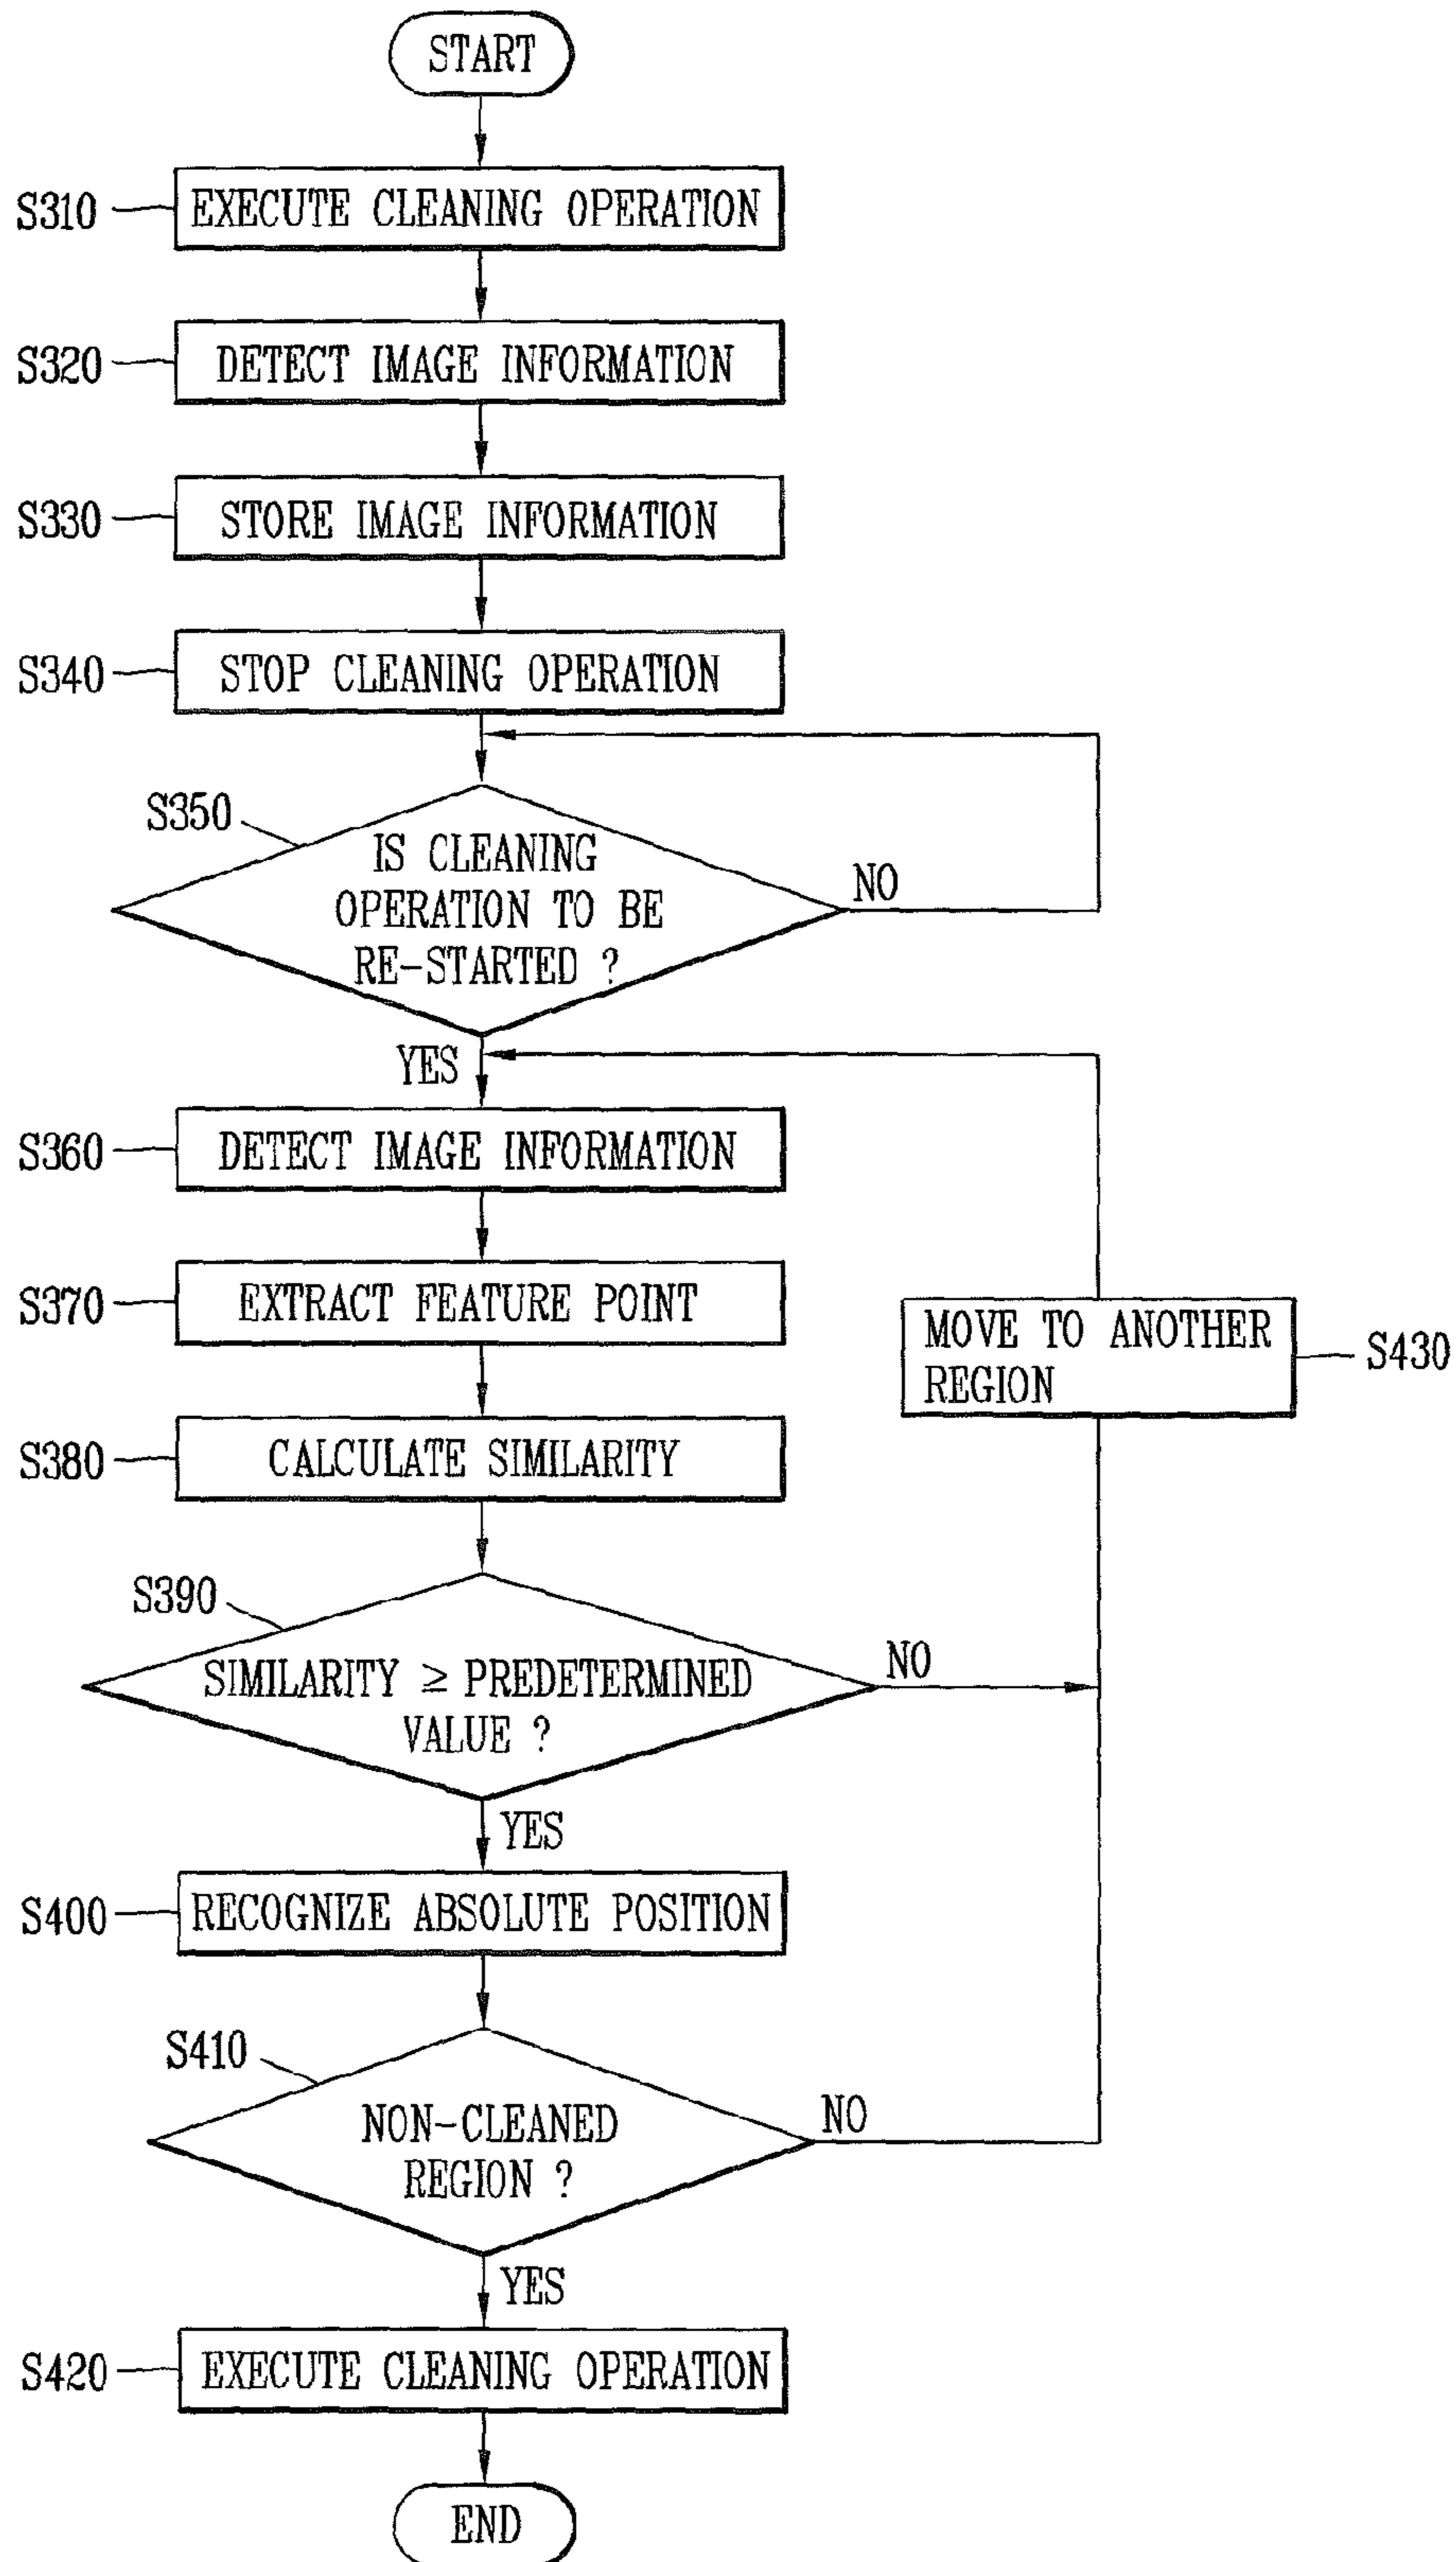 START
S310
EXECUTE CLEANING OPERATION
S320
DETECT IMAGE INFORMATION
S330
STORE IMAGE INFORMATION
S340
STOP CLEANING OPERATION
S350
IS CLEANING
OPERATION TO BE
RE-STARTED ?
NO
YES
S360
DETECT IMAGE INFORMATION
S370
EXTRACT FEATURE POINT
MOVE TO ANOTHER
REGION
S430
S380
CALCULATE SIMILARITY
S390
SIMILARITY ≥ PREDETERMINED
VALUE ?
NO
YES
S400
RECOGNIZE ABSOLUTE POSITION
S410
NON-CLEANED
REGION ?
NO
YES
S420
EXECUTE CLEANING OPERATION
END